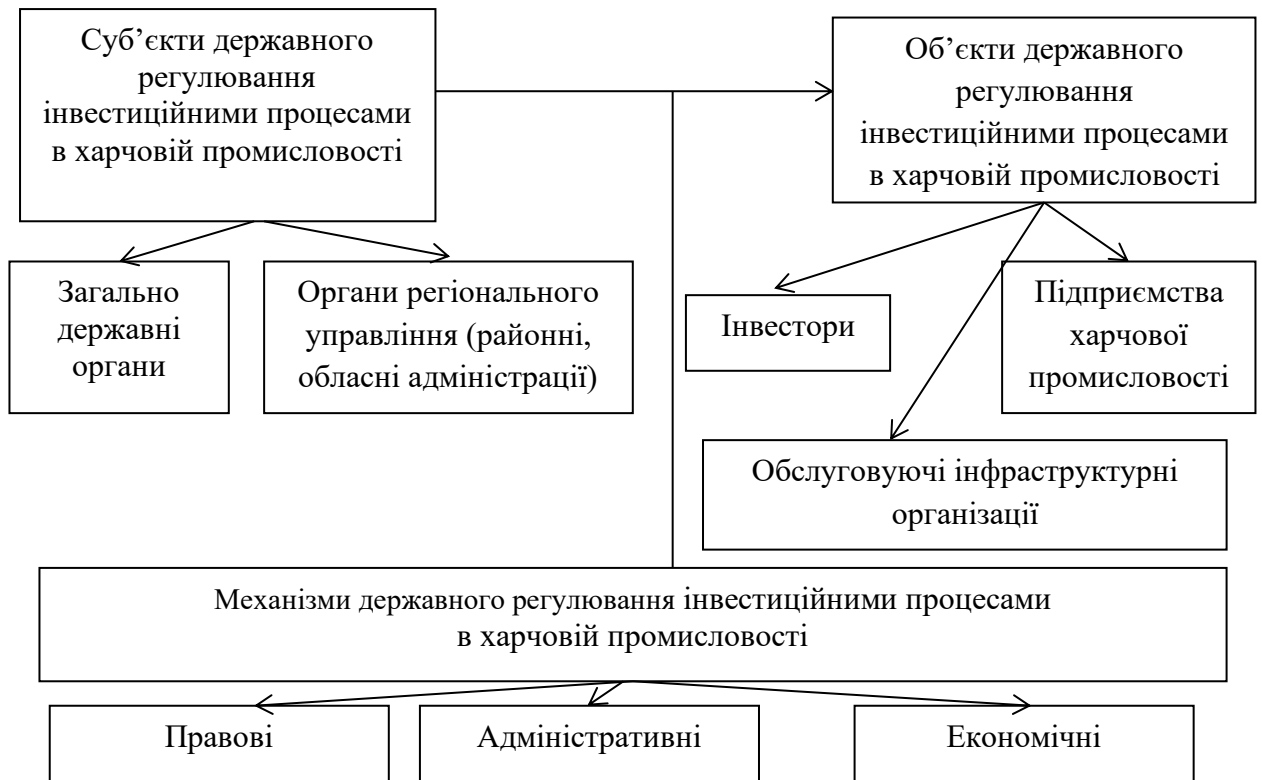 Суб’єкти державного
регулювання
інвестиційними процесами
в харчовій промисловості
Об’єкти державного
регулювання
інвестиційними процесами
в харчовій промисловості
Загально
державні
органи
Органи регіонального
управління (районні,
обласні адміністрації)
Інвестори
Підприємства
харчової
промисловості
Обслуговуючі інфраструктурні
організації
Механізми державного регулювання інвестиційними процесами
в харчовій промисловості
Правові
Адміністративні
Економічні